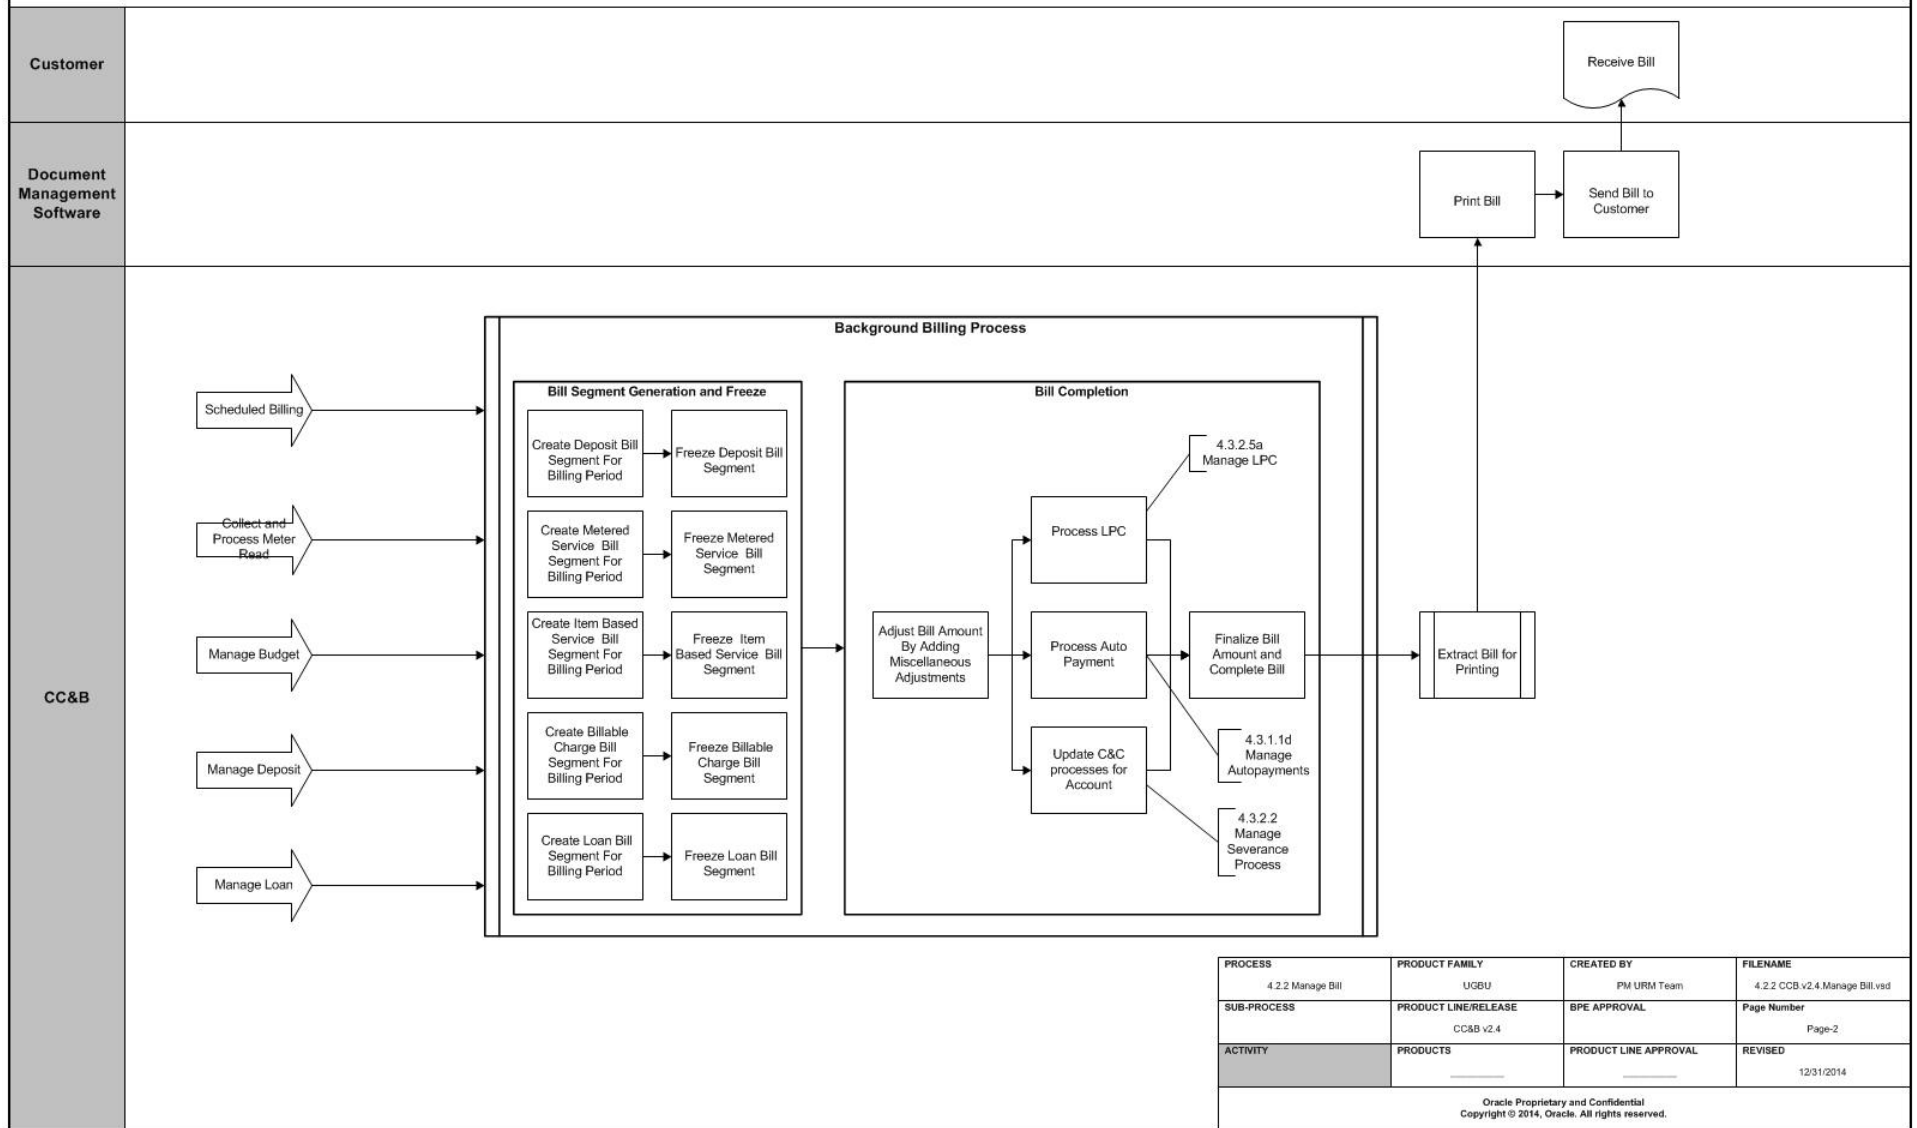 Customer
Receive Bill
Document
Management
Software
Print Bill
Send Bill to
Customer
CC&B
Background Billing Process
Scheduled Billing
Collect and
Process Meter
Read
Manage Budget
Manage Deposit
Manage Loan
Bill Segment Generation and Freeze
Create Deposit Bill
Segment For
Billing Period
Freeze Deposit Bill
Segment
Create Metered
Service Bill
Segment For
Billing Period
Freeze Metered
Service Bill
Segment
Create Item Based
Service Bill
Segment For
Billing Period
Freeze Item
Based Service Bill
Segment
Create Billable
Charge Bill
Segment For
Billing Period
Freeze Billable
Charge Bill
Segment
Create Loan Bill
Segment For
Billing Period
Freeze Loan Bill
Segment
Bill Completion
Adjust Bill Amount
By Adding
Miscellaneous
Adjustments
Process LPC
4.3.2.5a
Manage LPC
Process Auto
Payment
4.3.1.1d
Manage
Autopayments
Update C&C
processes for
Account
4.3.2.2
Manage
Severance
Process
Finalize Bill
Amount and
Complete Bill
Extract Bill for
Printing
PROCESS
4.2.2 Manage Bill
PRODUCT FAMILY
UGBU
CREATED BY
PM URM Team
FILENAME
4.2.2 CCB.v2.4.Manage Bill.vsd
SUB-PROCESS
PRODUCT LINE/RELEASE
CC&B v2.4
BPE APPROVAL
Page Number
Page-2
ACTIVITY
PRODUCTS
PRODUCT LINE APPROVAL
REVISED
12/31/2014
Oracle Proprietary and Confidential
Copyright © 2014, Oracle. All rights reserved.